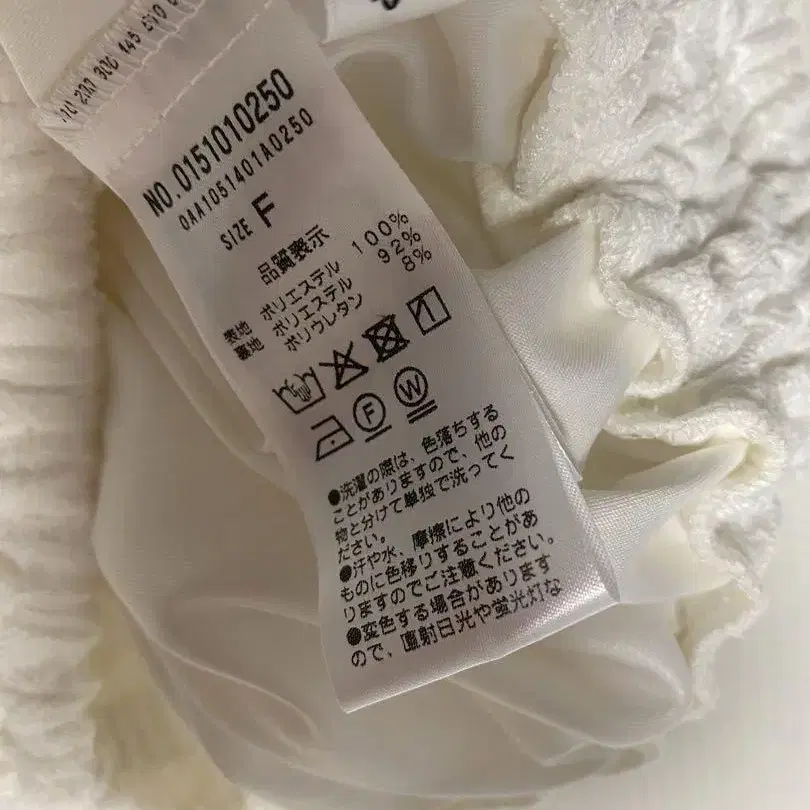 NO.0151010250
0AA1051401A0250
SIZE F
品質表示
表地 ポリエステル 100%
裏地 ポリエステル 92%
ポリウレタン 8%
F W
●洗濯の際は、色落ちする
ことがありますので、他の
物と分けて単独で洗ってく
ださい。
●汗や水、摩擦により他の
ものに色移りすることがあ
りますのでご注意ください。
●変色する場合があります
ので、直射日光や蛍光灯な